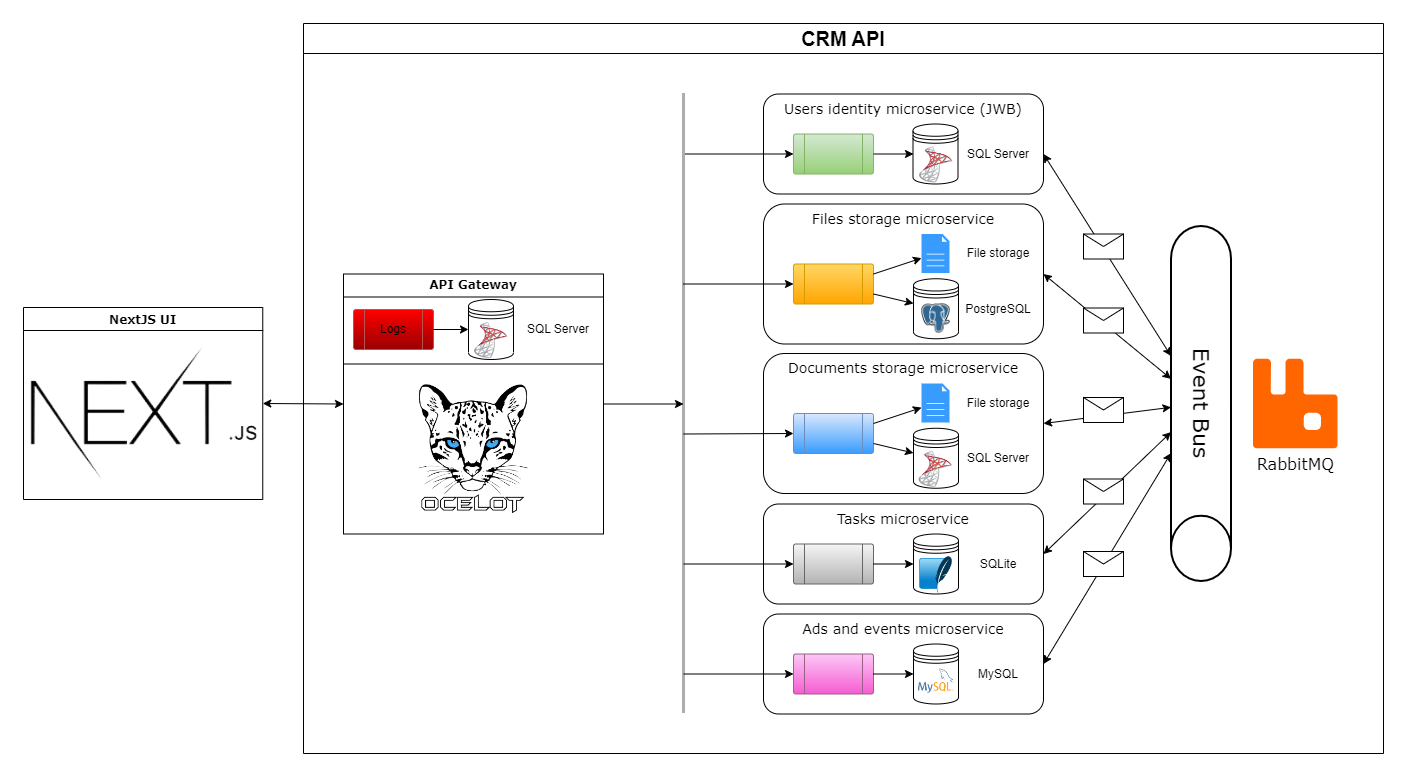 CRM API
Users identity microservice (JWB)
SQL Server
Files storage microservice
File storage
PostgreSQL
API Gateway
Logs
SQL Server
NextJS UI
NEXT
.JS
OCELOT
Documents storage microservice
File storage
SQL Server
Tasks microservice
SQLite
Ads and events microservice
MySQL
MySQL
Event Bus
RabbitMQ